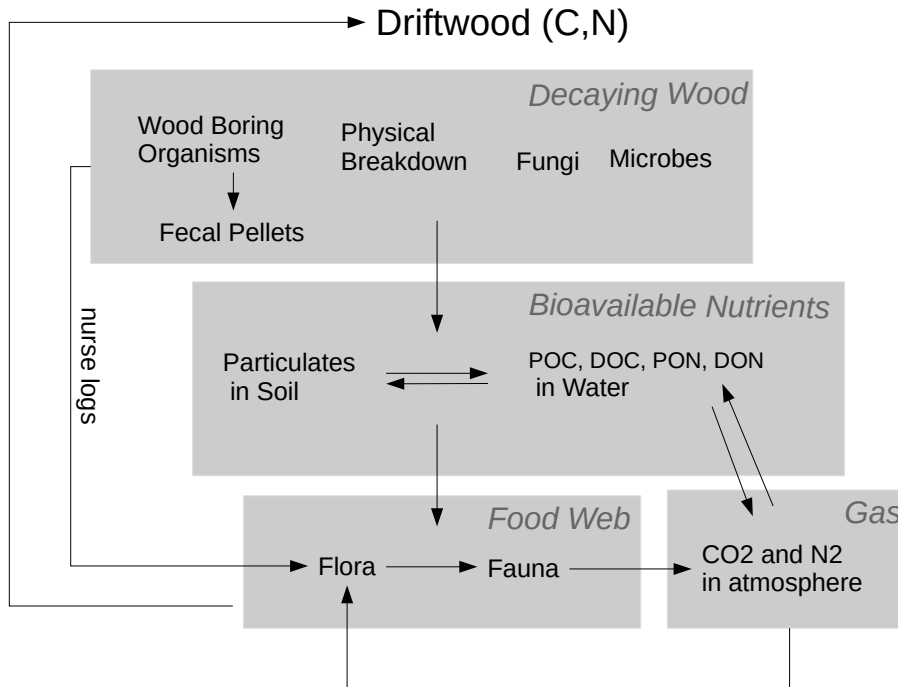 Driftwood (C,N)
Decaying Wood
Wood Boring
Organisms
Physical
Breakdown
Fungi
Microbes
Fecal Pellets
nurse logs
Bioavailable Nutrients
Particulates
in Soil
POC, DOC, PON, DON
in Water
Food Web
Gas
Flora
Fauna
CO2 and N2
in atmosphere